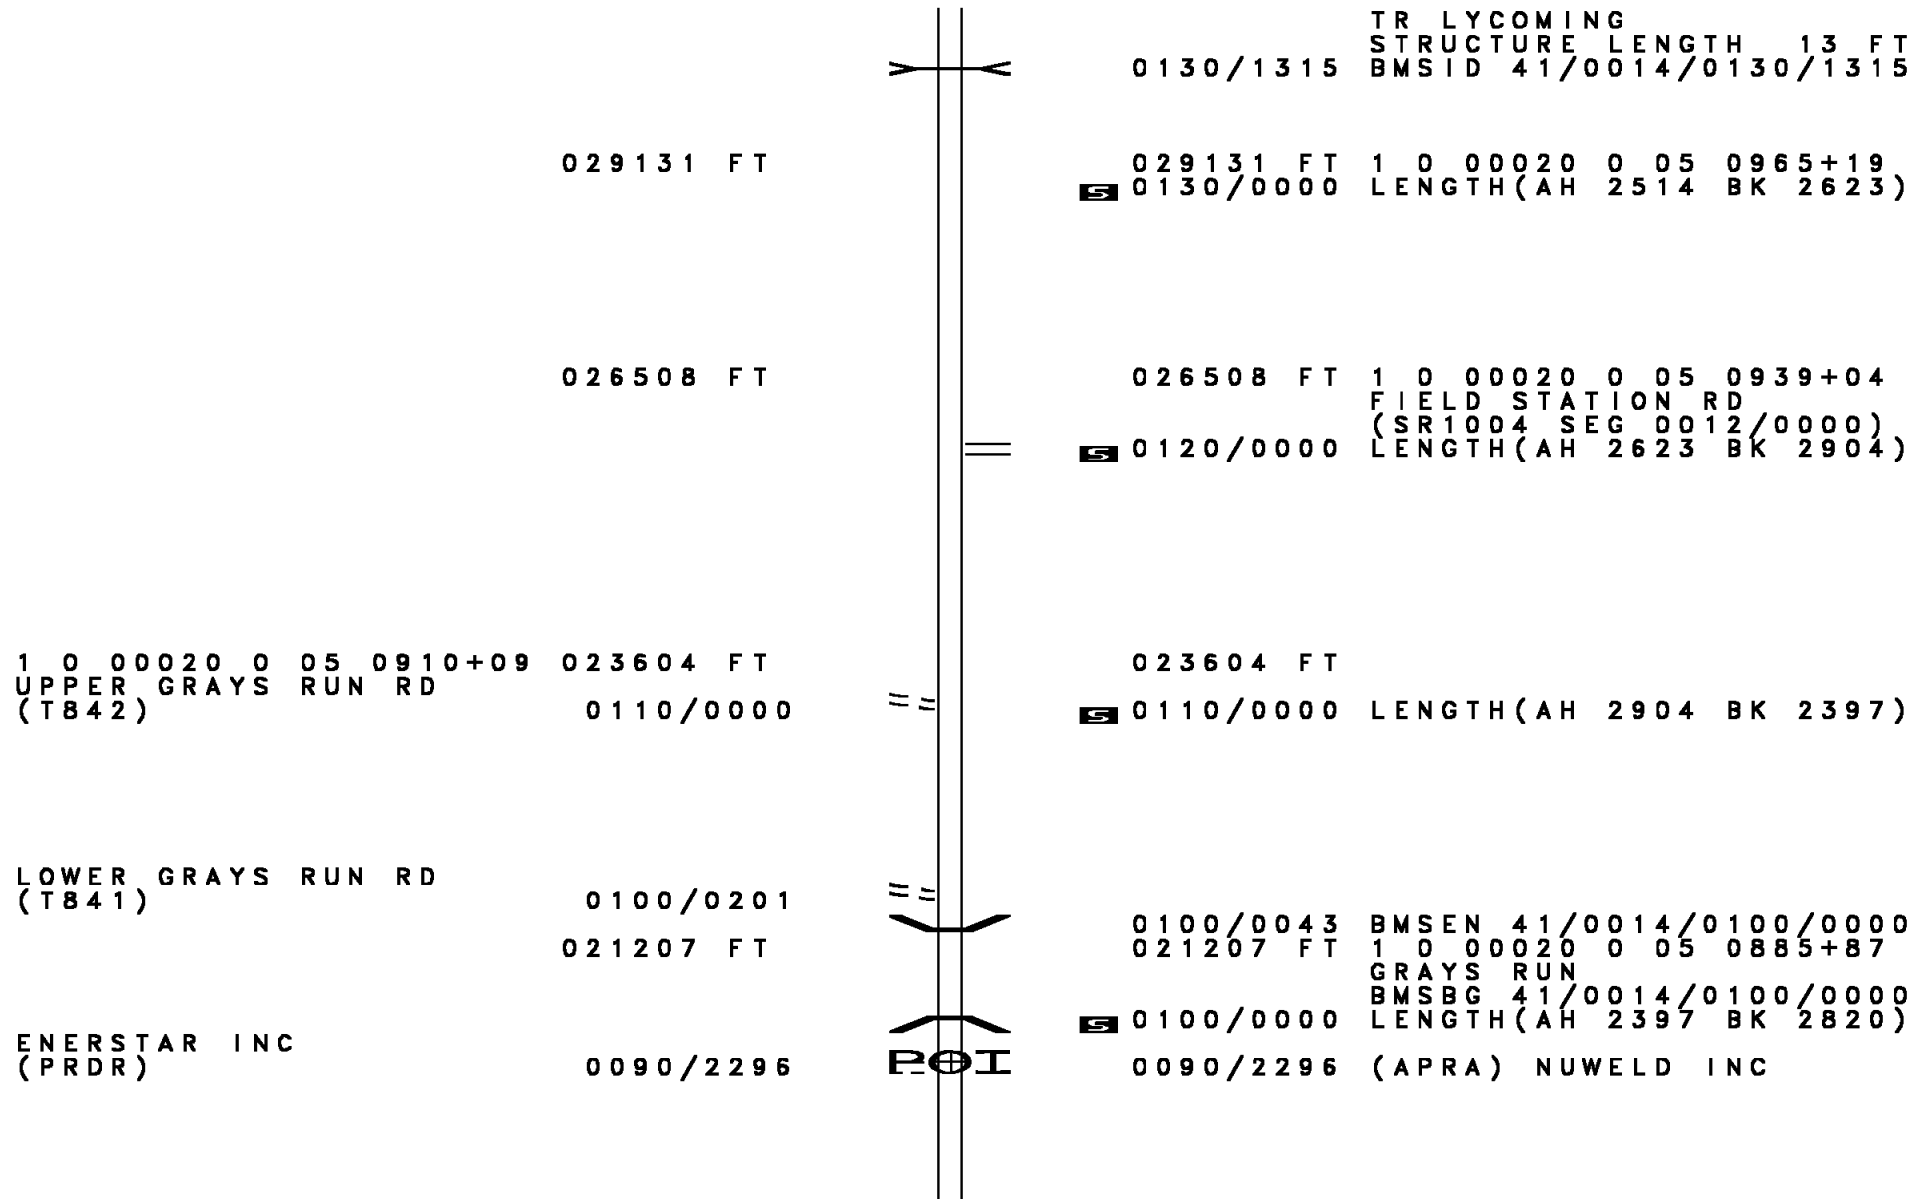 TR LYCOMING
STRUCTURE LENGTH 13 FT
0130/1315 BMSID 41/0014/0130/1315
029131 FT 029131 FT 1 0 00020 0 05 0965+19
S 0130/0000 LENGTH(AH 2514 BK 2623)
026508 FT 026508 FT 1 0 00020 0 05 0939+04
FIELD STATION RD
(SR1004 SEG 0012/0000)
S 0120/0000 LENGTH(AH 2623 BK 2904)
1 0 00020 0 05 0910+09 023604 FT 023604 FT
UPPER GRAYS RUN RD
(T842) 0110/0000 S 0110/0000 LENGTH(AH 2904 BK 2397)
LOWER GRAYS RUN RD
(T841) 0100/0201
0100/0043 BMSEN 41/0014/0100/0000
021207 FT 021207 FT 1 0 00020 0 05 0885+87
GRAYS RUN
BMSBG 41/0014/0100/0000
S 0100/0000 LENGTH(AH 2397 BK 2820)
ENERSTAR INC
(PRDR) 0090/2296 POI 0090/2296 (APRA) NUWELD INC